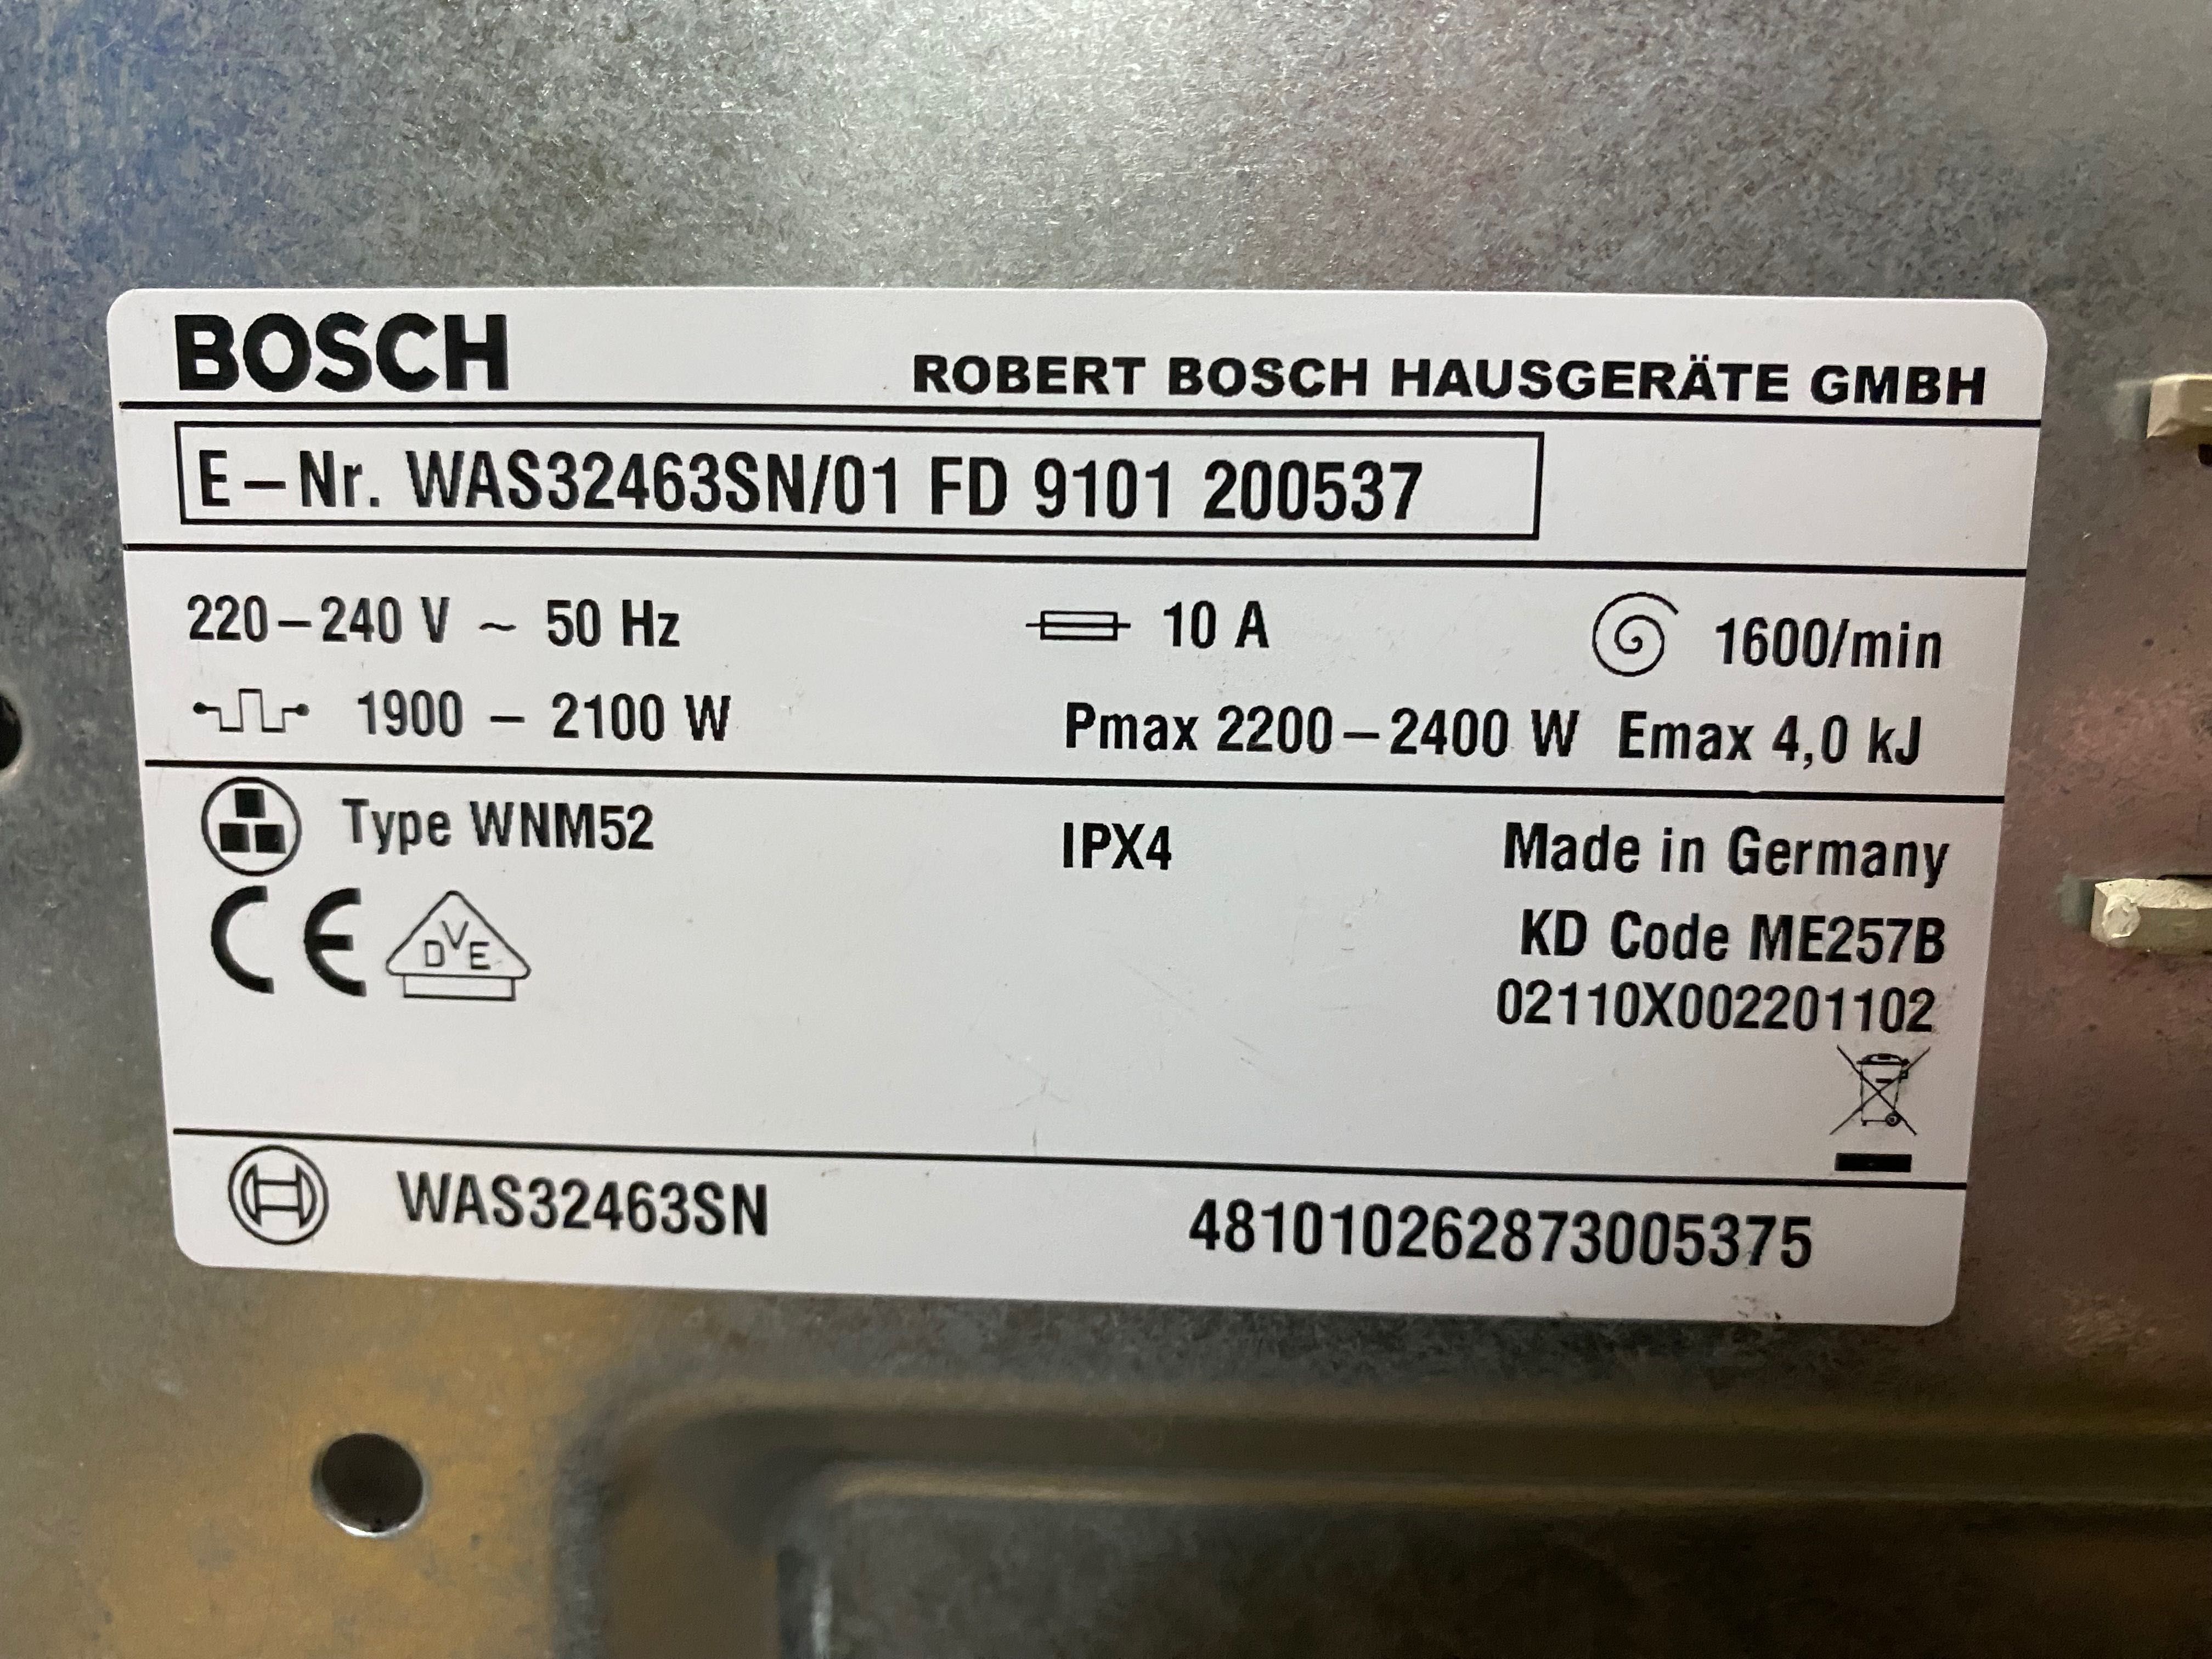 BOSCH
ROBERT BOSCH HAUSGERÄTE GMBH
E-Nr. WAS32463SN/01 FD 9101 200537
220-240 V ~ 50 Hz
10 A
1600/min
1900 - 2100 W
Pmax 2200-2400 W Emax 4,0 kJ
Type WNM52
IPX4
Made in Germany
CE
DVE
KD Code ME257B
02110X002201102
WAS32463SN
481010262873005375